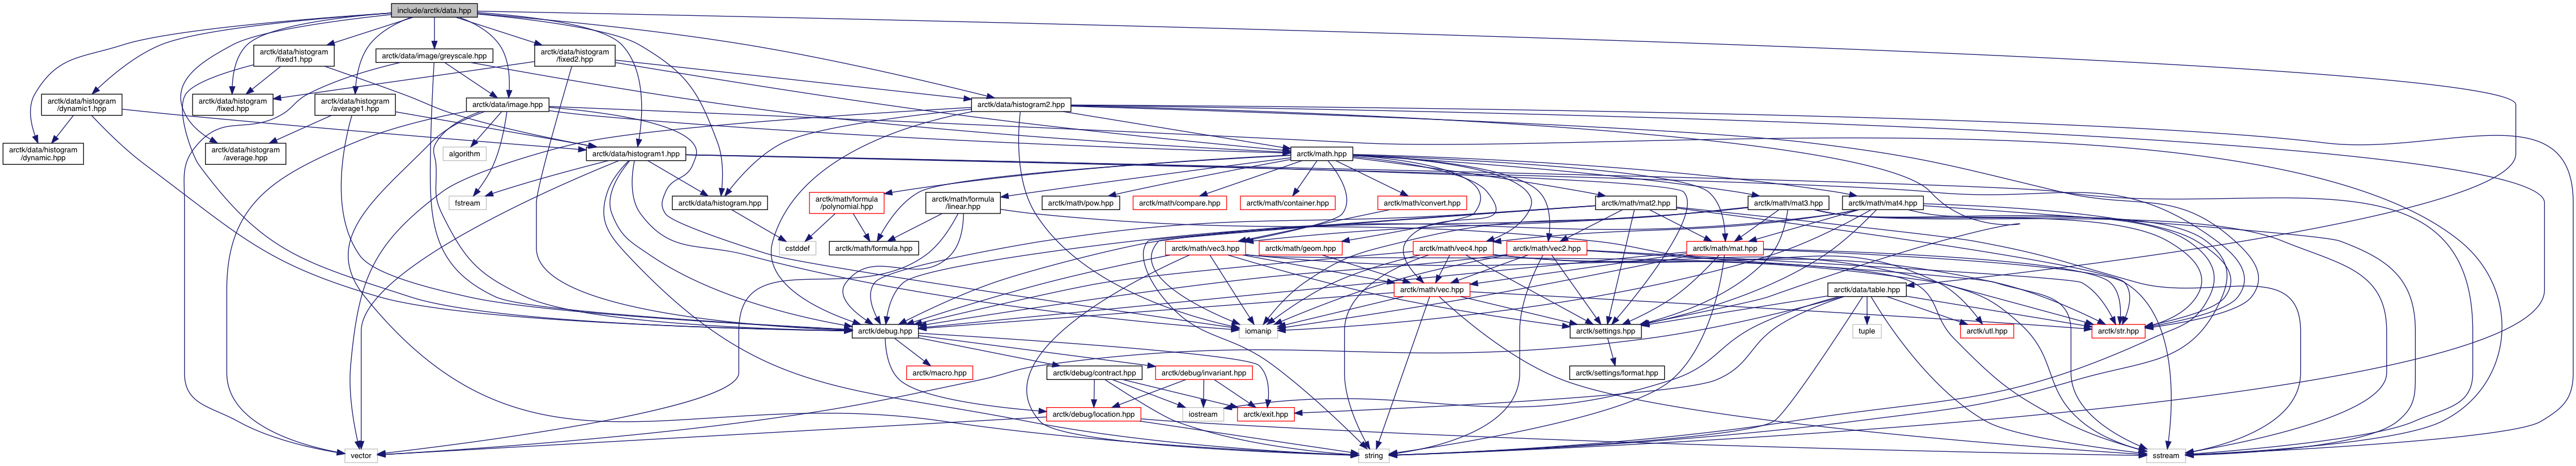 include/arctk/data.hpp
arctk/data/histogram
/fixed1.hpp
arctk/data/image/greyscale.hpp
arctk/data/histogram
/fixed2.hpp
arctk/data/histogram
/dynamic1.hpp
arctk/data/histogram
/fixed.hpp
arctk/data/histogram
/average1.hpp
arctk/data/image.hpp
arctk/data/histogram2.hpp
arctk/data/histogram
/dynamic.hpp
arctk/data/histogram
/average.hpp
algorithm
arctk/data/histogram1.hpp
arctk/math.hpp
fstream
arctk/data/histogram.hpp
arctk/math/formula
/polynomial.hpp
arctk/math/formula
/linear.hpp
arctk/math/pow.hpp
arctk/math/compare.hpp
arctk/math/container.hpp
arctk/math/convert.hpp
arctk/math/mat2.hpp
arctk/math/mat3.hpp
arctk/math/mat4.hpp
cstddef
arctk/math/formula.hpp
arctk/math/vec3.hpp
arctk/math/geom.hpp
arctk/math/vec4.hpp
arctk/math/vec2.hpp
arctk/math/mat.hpp
arctk/math/vec.hpp
arctk/data/table.hpp
arctk/debug.hpp
iomanip
arctk/settings.hpp
tuple
arctk/utl.hpp
arctk/str.hpp
arctk/macro.hpp
arctk/debug/contract.hpp
arctk/debug/invariant.hpp
arctk/settings/format.hpp
arctk/debug/location.hpp
iostream
arctk/exit.hpp
vector
string
sstream